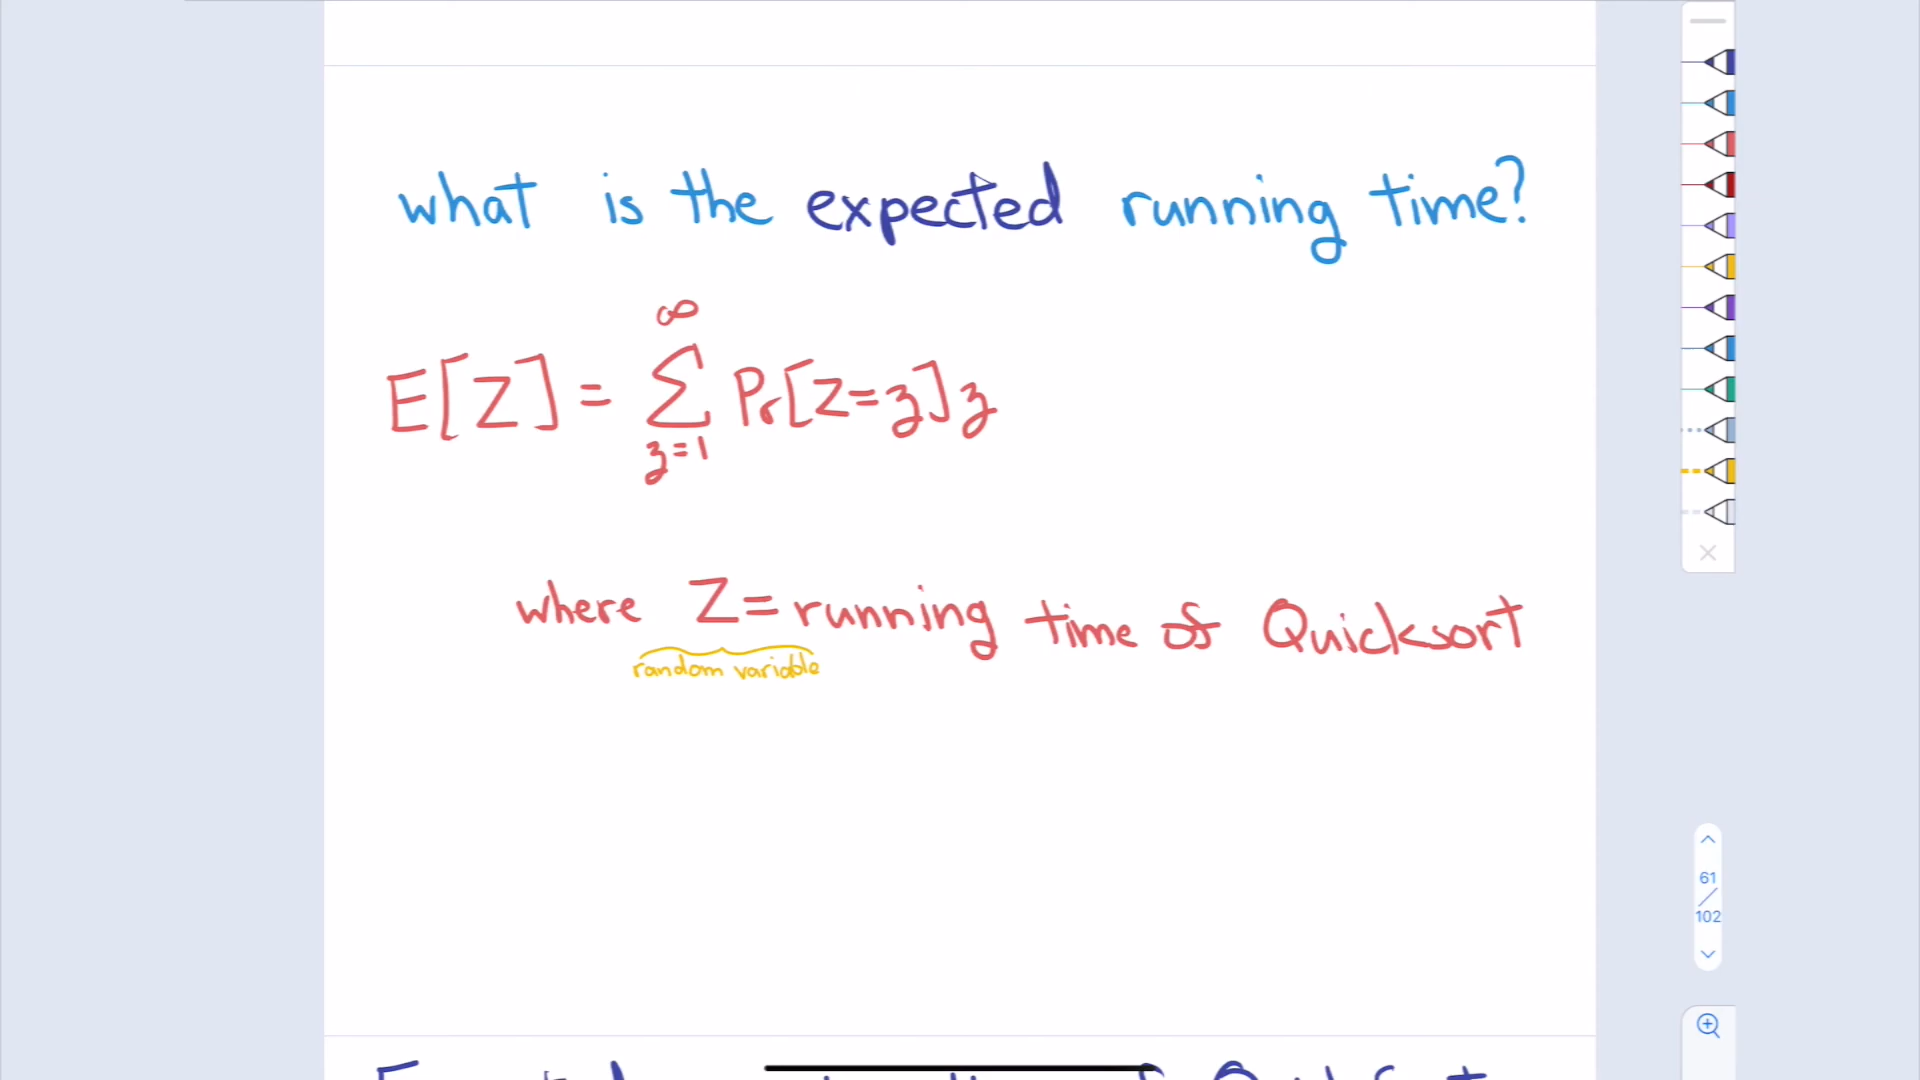 what is the expected running time?
∞
E[Z] = ∑ Pr[Z=z]z
z=1
where Z = running time of Quicksort
random variable
61
102